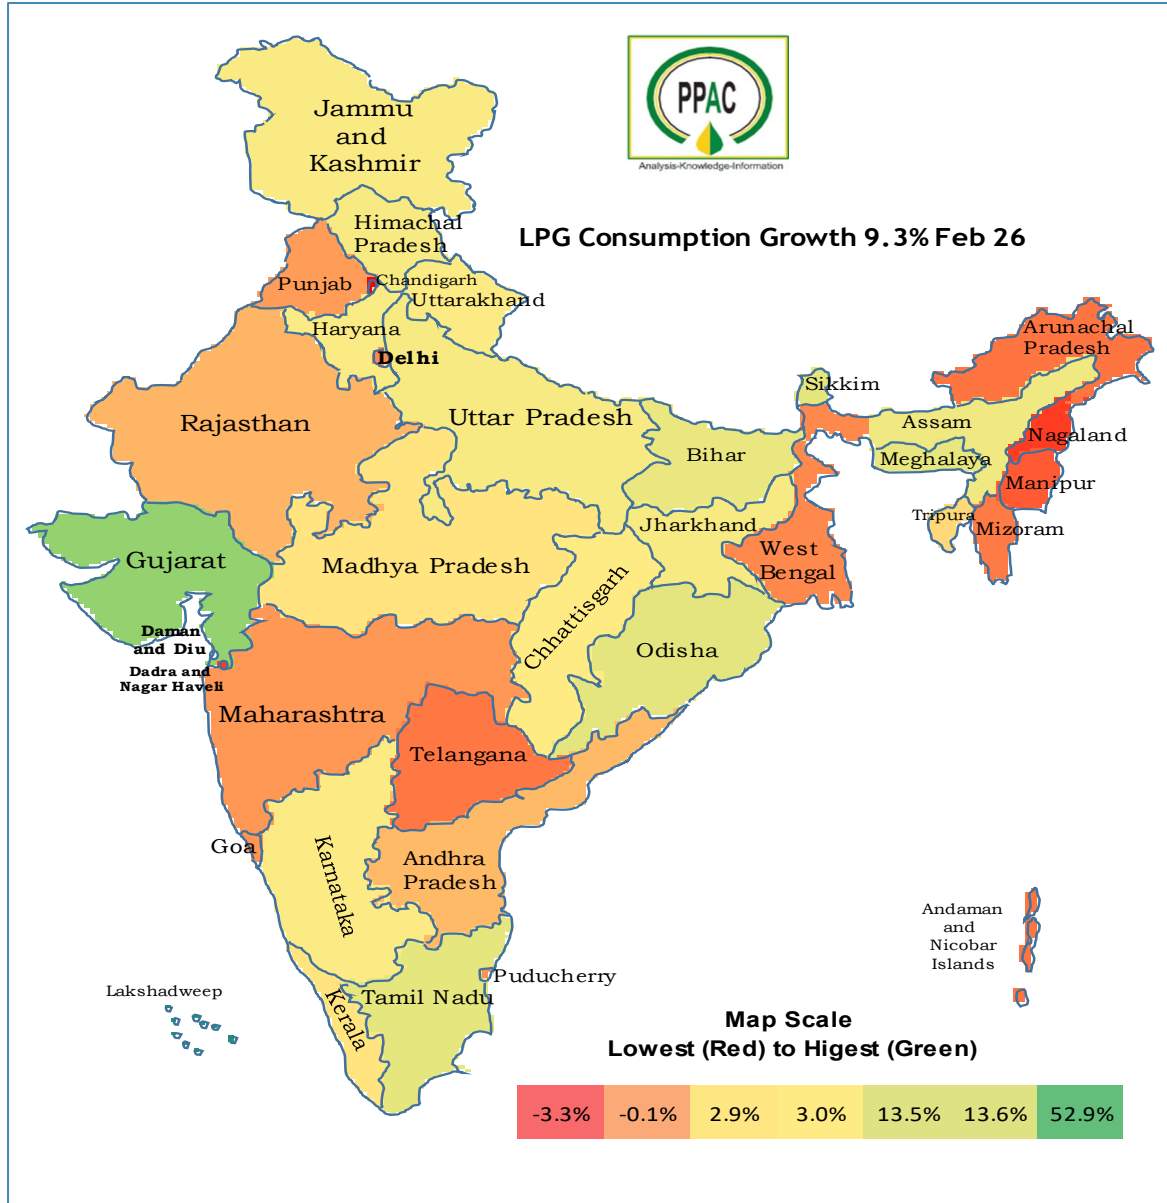 PPAC
Analysis-Knowledge-Information
LPG Consumption Growth 9.3% Feb 26
Jammu
and
Kashmir
Himachal
Pradesh
Punjab
Chandigarh
Uttarakhand
Haryana
Delhi
Rajasthan
Uttar Pradesh
Bihar
Sikkim
Arunachal
Pradesh
Assam
Nagaland
Meghalaya
Manipur
Tripura
Mizoram
Jharkhand
West
Bengal
Gujarat
Madhya Pradesh
Chhattisgarh
Odisha
Daman
and Diu
Dadra and
Nagar Haveli
Maharashtra
Telangana
Goa
Karnataka
Andhra
Pradesh
Andaman
and
Nicobar
Islands
Puducherry
Tamil Nadu
Kerala
Lakshadweep
Map Scale
Lowest (Red) to Higest (Green)
-3.3% -0.1% 2.9% 3.0% 13.5% 13.6% 52.9%